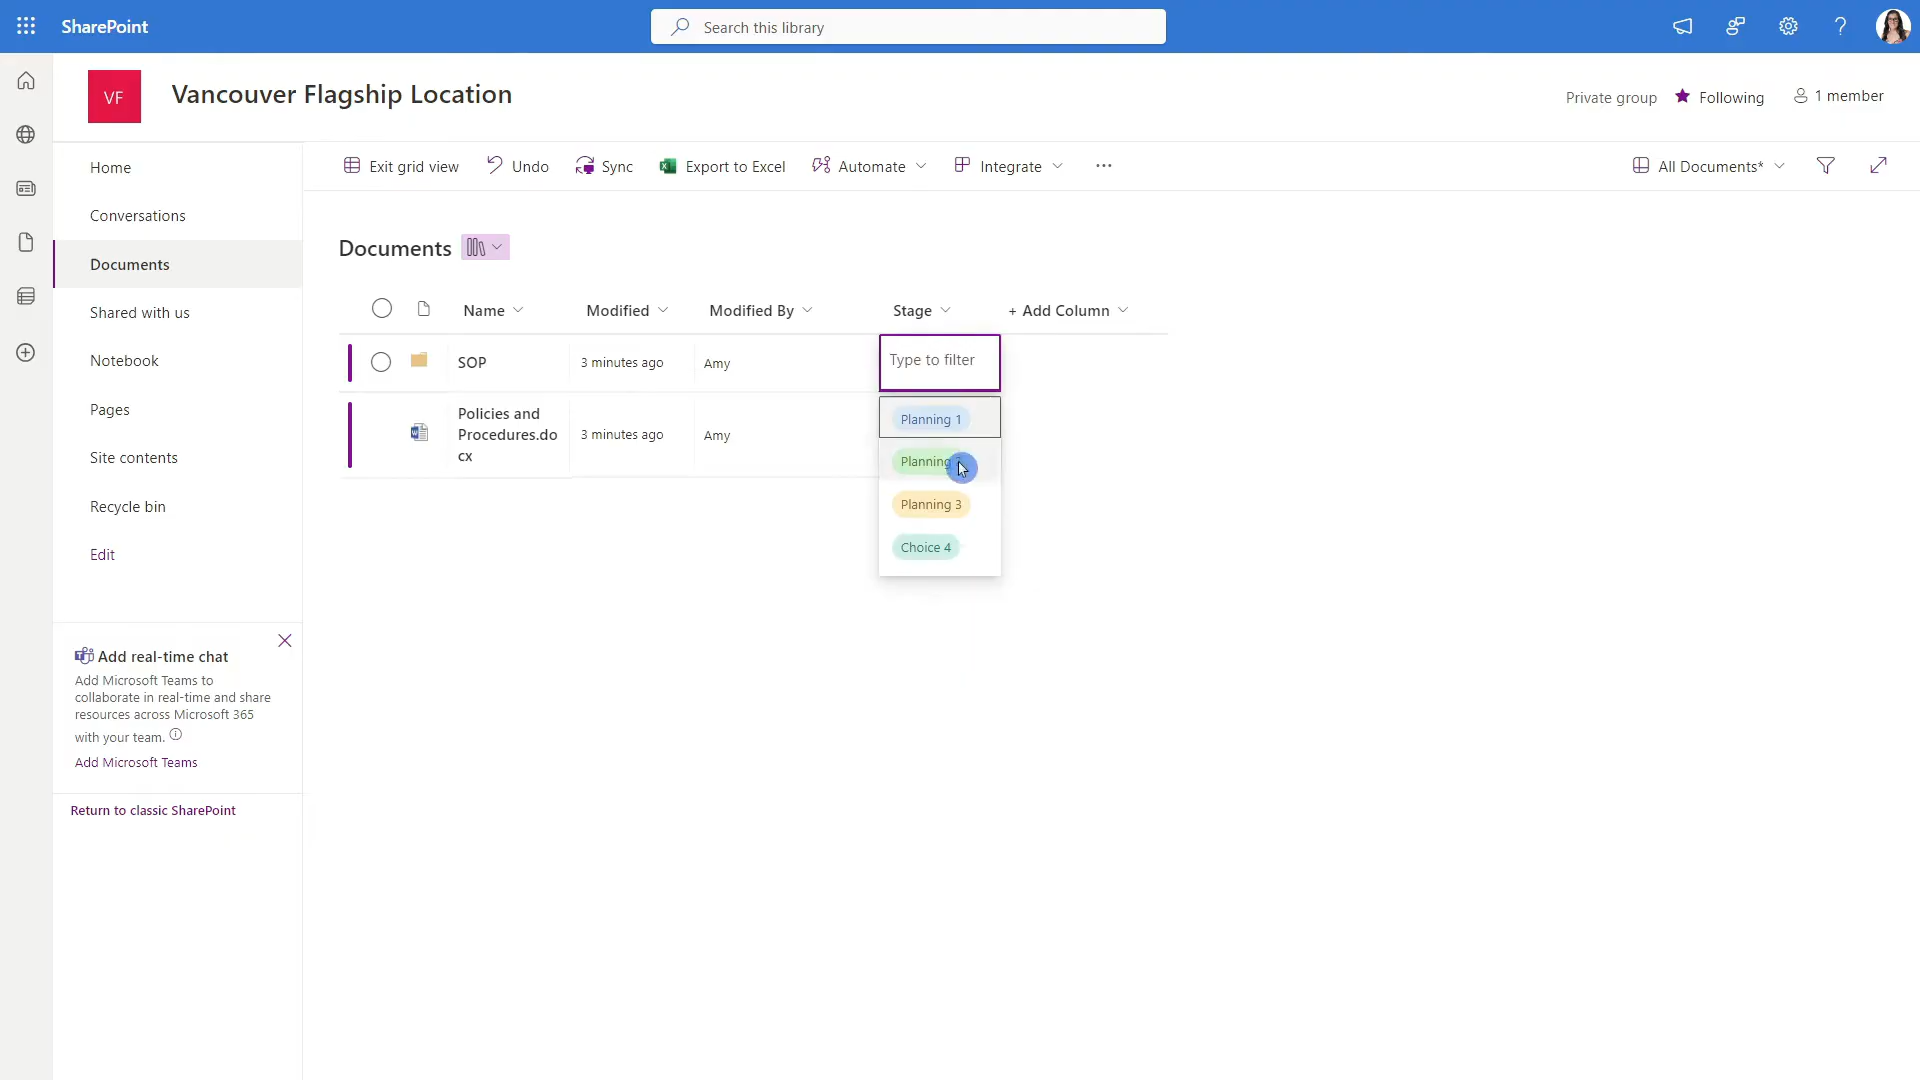 SharePoint
Search this library
VF
Vancouver Flagship Location
Private group
Following
1 member
Home
Conversations
Documents
Shared with us
Notebook
Pages
Site contents
Recycle bin
Edit
Exit grid view
Undo
Sync
Export to Excel
Automate
Integrate
All Documents*
Documents
Name
Modified
Modified By
Stage
+ Add Column
SOP
3 minutes ago
Amy
Type to filter
Policies and
Procedures.do
cx
3 minutes ago
Amy
Planning 1
Planning
Planning 3
Choice 4
Add real-time chat
Add Microsoft Teams to
collaborate in real-time and share
resources across Microsoft 365
with your team.
Add Microsoft Teams
Return to classic SharePoint